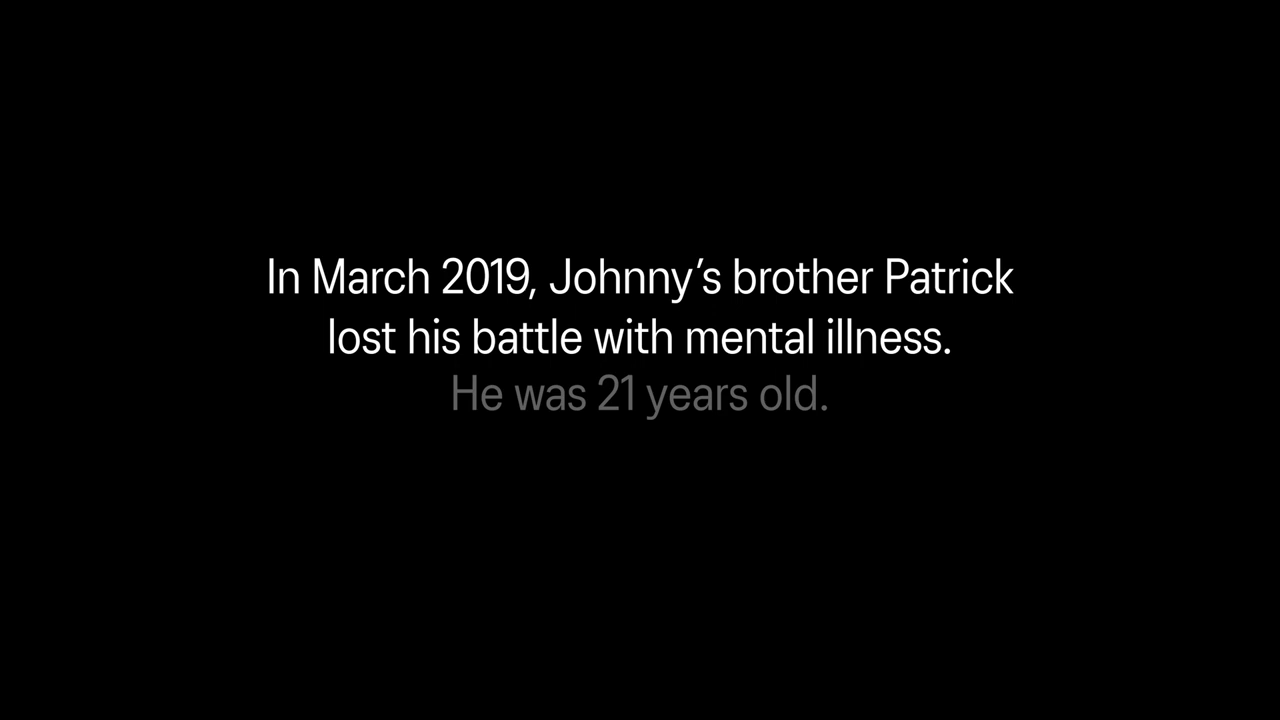 In March 2019, Johnny’s brother Patrick
lost his battle with mental illness.
He was 21 years old.